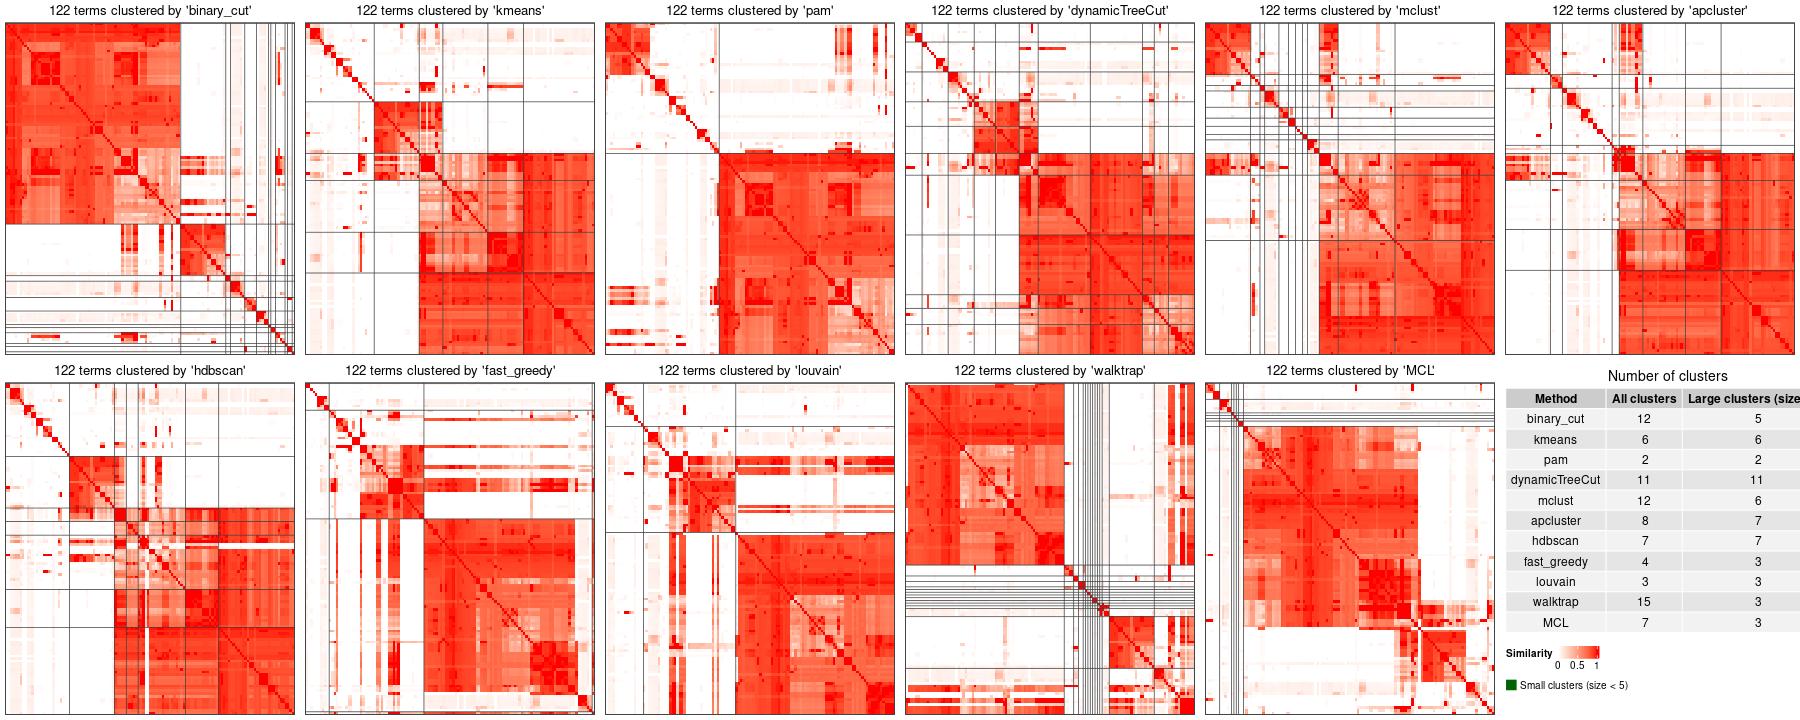 122 terms clustered by 'binary_cut'
122 terms clustered by 'kmeans'
122 terms clustered by 'pam'
122 terms clustered by 'dynamicTreeCut'
122 terms clustered by 'mclust'
122 terms clustered by 'apcluster'
122 terms clustered by 'hdbscan'
122 terms clustered by 'fast_greedy'
122 terms clustered by 'louvain'
122 terms clustered by 'walktrap'
122 terms clustered by 'MCL'
Number of clusters
Method All clusters Large clusters (size
binary_cut 12 5
kmeans 6 6
pam 2 2
dynamicTreeCut 11 11
mclust 12 6
apcluster 8 7
hdbscan 7 7
fast_greedy 4 3
louvain 3 3
walktrap 15 3
MCL 7 3
Similarity
0 0.5 1
Small clusters (size < 5)